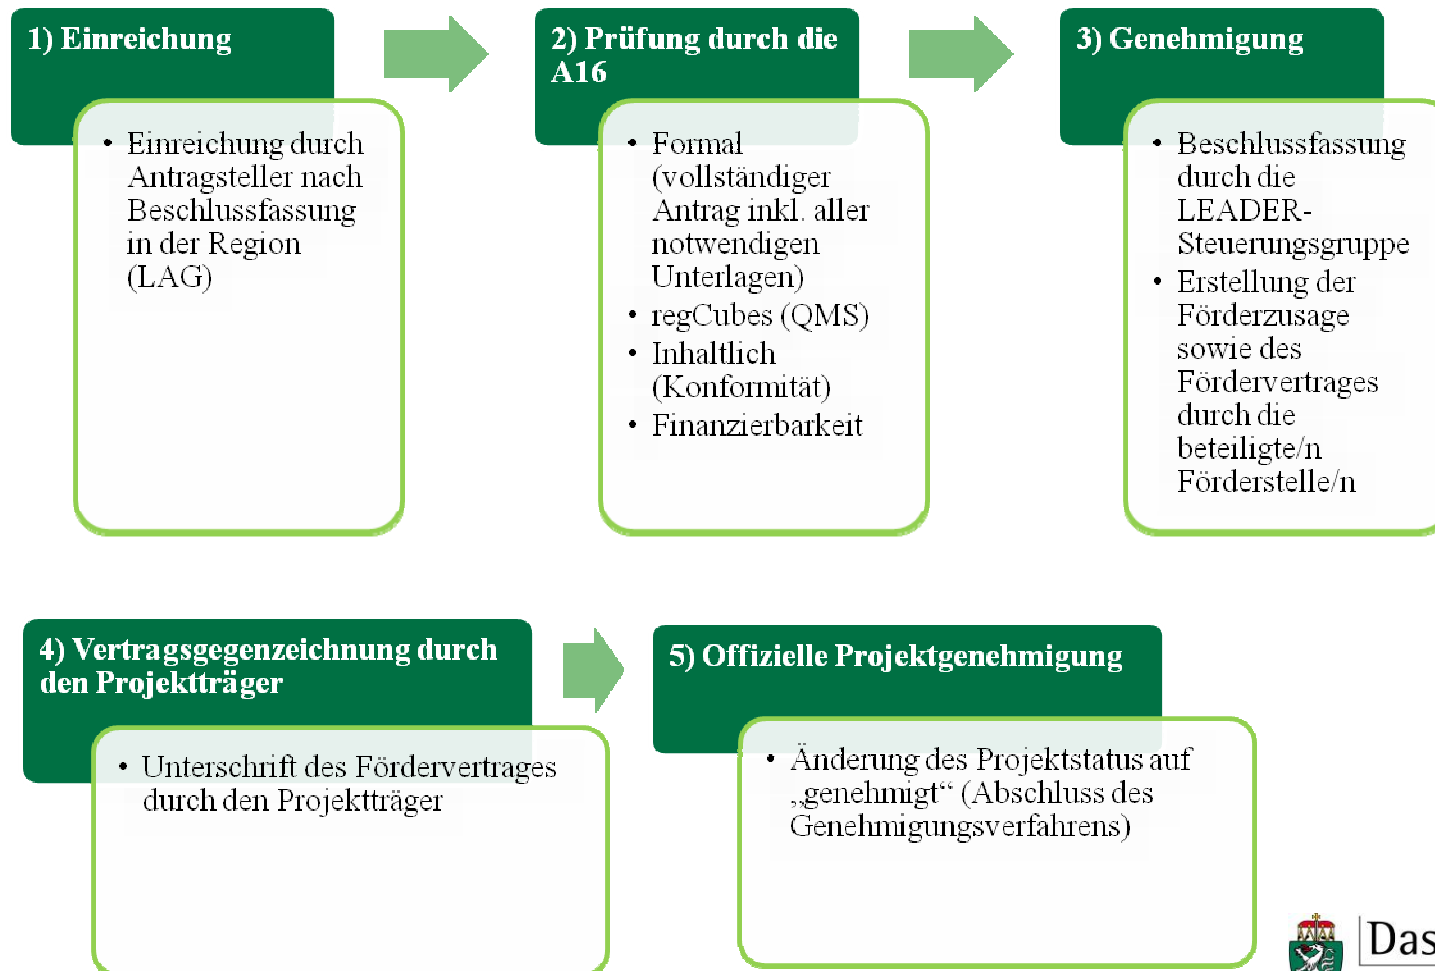 1) Einreichung
• Einreichung durch
Antragsteller nach
Beschlussfassung
in der Region
(LAG)
2) Prüfung durch die
A16
• Formal
(vollständiger
Antrag inkl. aller
notwendigen
Unterlagen)
• regCubes (QMS)
• Inhaltlich
(Konformität)
• Finanzierbarkeit
3) Genehmigung
• Beschlussfassung
durch die
LEADER-
Steuerungsgruppe
• Erstellung der
Förderzusage
sowie des
Fördervertrages
durch die
beteiligte/n
Förderstelle/n
4) Vertragsgegenzeichnung durch
den Projektträger
• Unterschrift des Fördervertrages
durch den Projektträger
5) Offizielle Projektgenehmigung
• Änderung des Projektstatus auf
„genehmigt“ (Abschluss des
Genehmigungsverfahrens)
Das